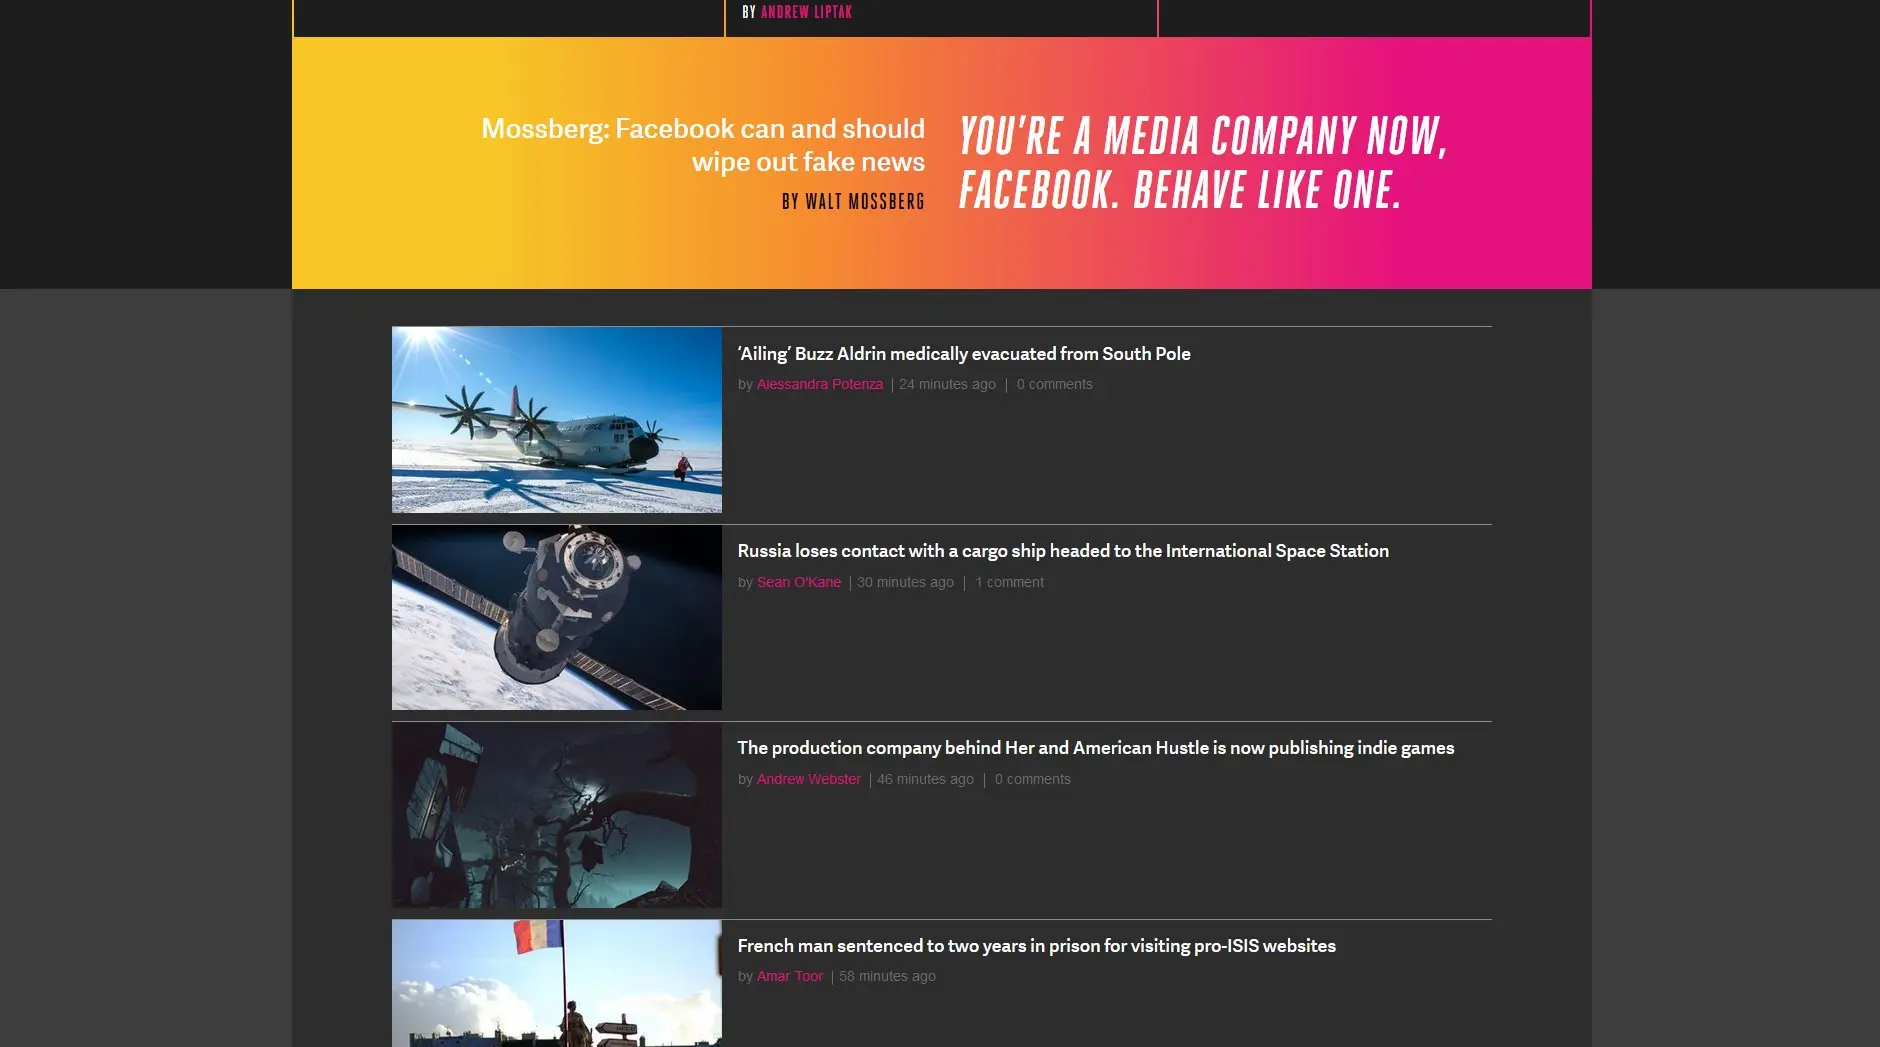 BY ANDREW LIPTAK
Mossberg: Facebook can and should
wipe out fake news
BY WALT MOSSBERG
YOU'RE A MEDIA COMPANY NOW,
FACEBOOK. BEHAVE LIKE ONE.
‘Ailing’ Buzz Aldrin medically evacuated from South Pole
by Alessandra Potenza | 24 minutes ago | 0 comments
Russia loses contact with a cargo ship headed to the International Space Station
by Sean O'Kane | 30 minutes ago | 1 comment
The production company behind Her and American Hustle is now publishing indie games
by Andrew Webster | 46 minutes ago | 0 comments
French man sentenced to two years in prison for visiting pro-ISIS websites
by Amar Toor | 58 minutes ago